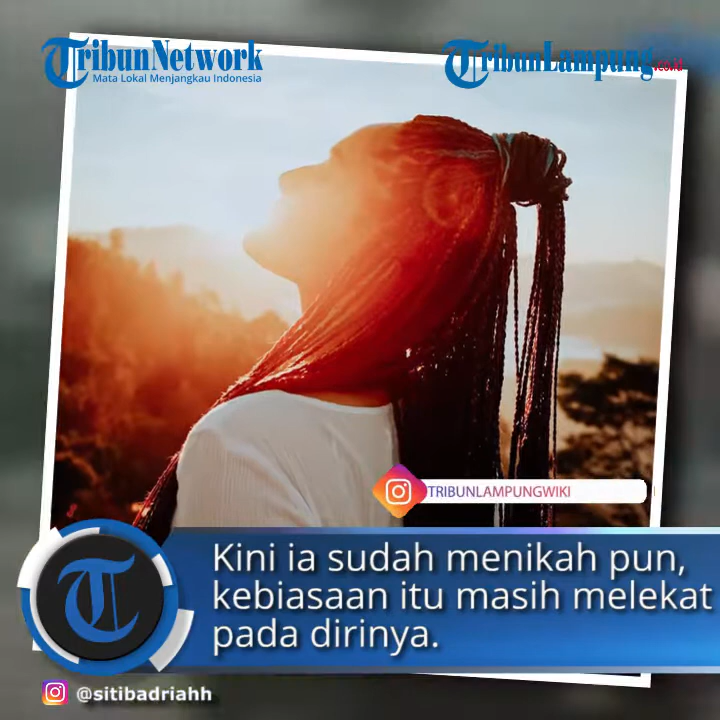 TribunNetwork
Mata Lokal Menjangkau Indonesia
TribunLampung.co.id
TRIBUNLAMPUNGWIKI
Kini ia sudah menikah pun,
kebiasaan itu masih melekat
pada dirinya.
@sitibadriahh